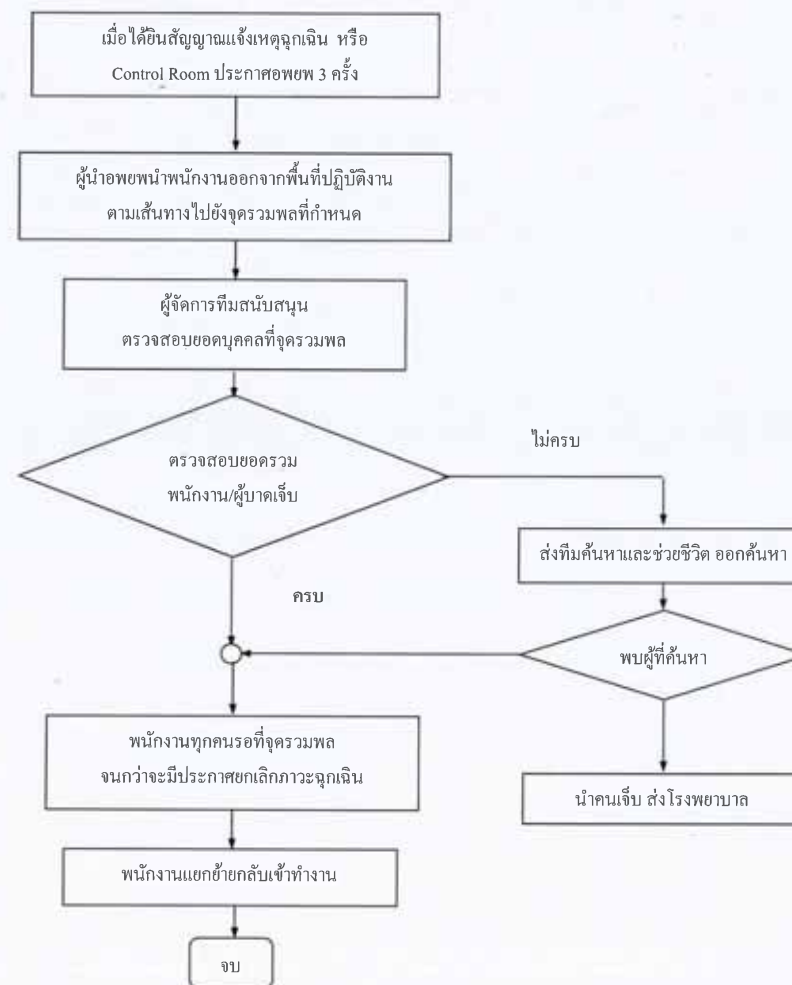 เมื่อได้ยินสัญญาณแจ้งเหตุฉุกเฉิน หรือ
Control Room ประกาศอพยพ 3 ครั้ง
ผู้นำอพยพนำพนักงานออกจากพื้นที่ปฏิบัติงาน
ตามเส้นทางไปยังจุดรวมพลที่กำหนด
ผู้จัดการทีมสนับสนุน
ตรวจสอบยอดบุคคลที่จุดรวมพล
ตรวจสอบยอดรวม
พนักงาน/ผู้บาดเจ็บ
ไม่ครบ
ส่งทีมค้นหาและช่วยชีวิต ออกค้นหา
ครบ
พบผู้ที่ค้นหา
พนักงานทุกคนรอที่จุดรวมพล
จนกว่าจะมีประกาศยกเลิกภาวะฉุกเฉิน
นำคนเจ็บ ส่งโรงพยาบาล
พนักงานแยกย้ายกลับเข้าทำงาน
จบ